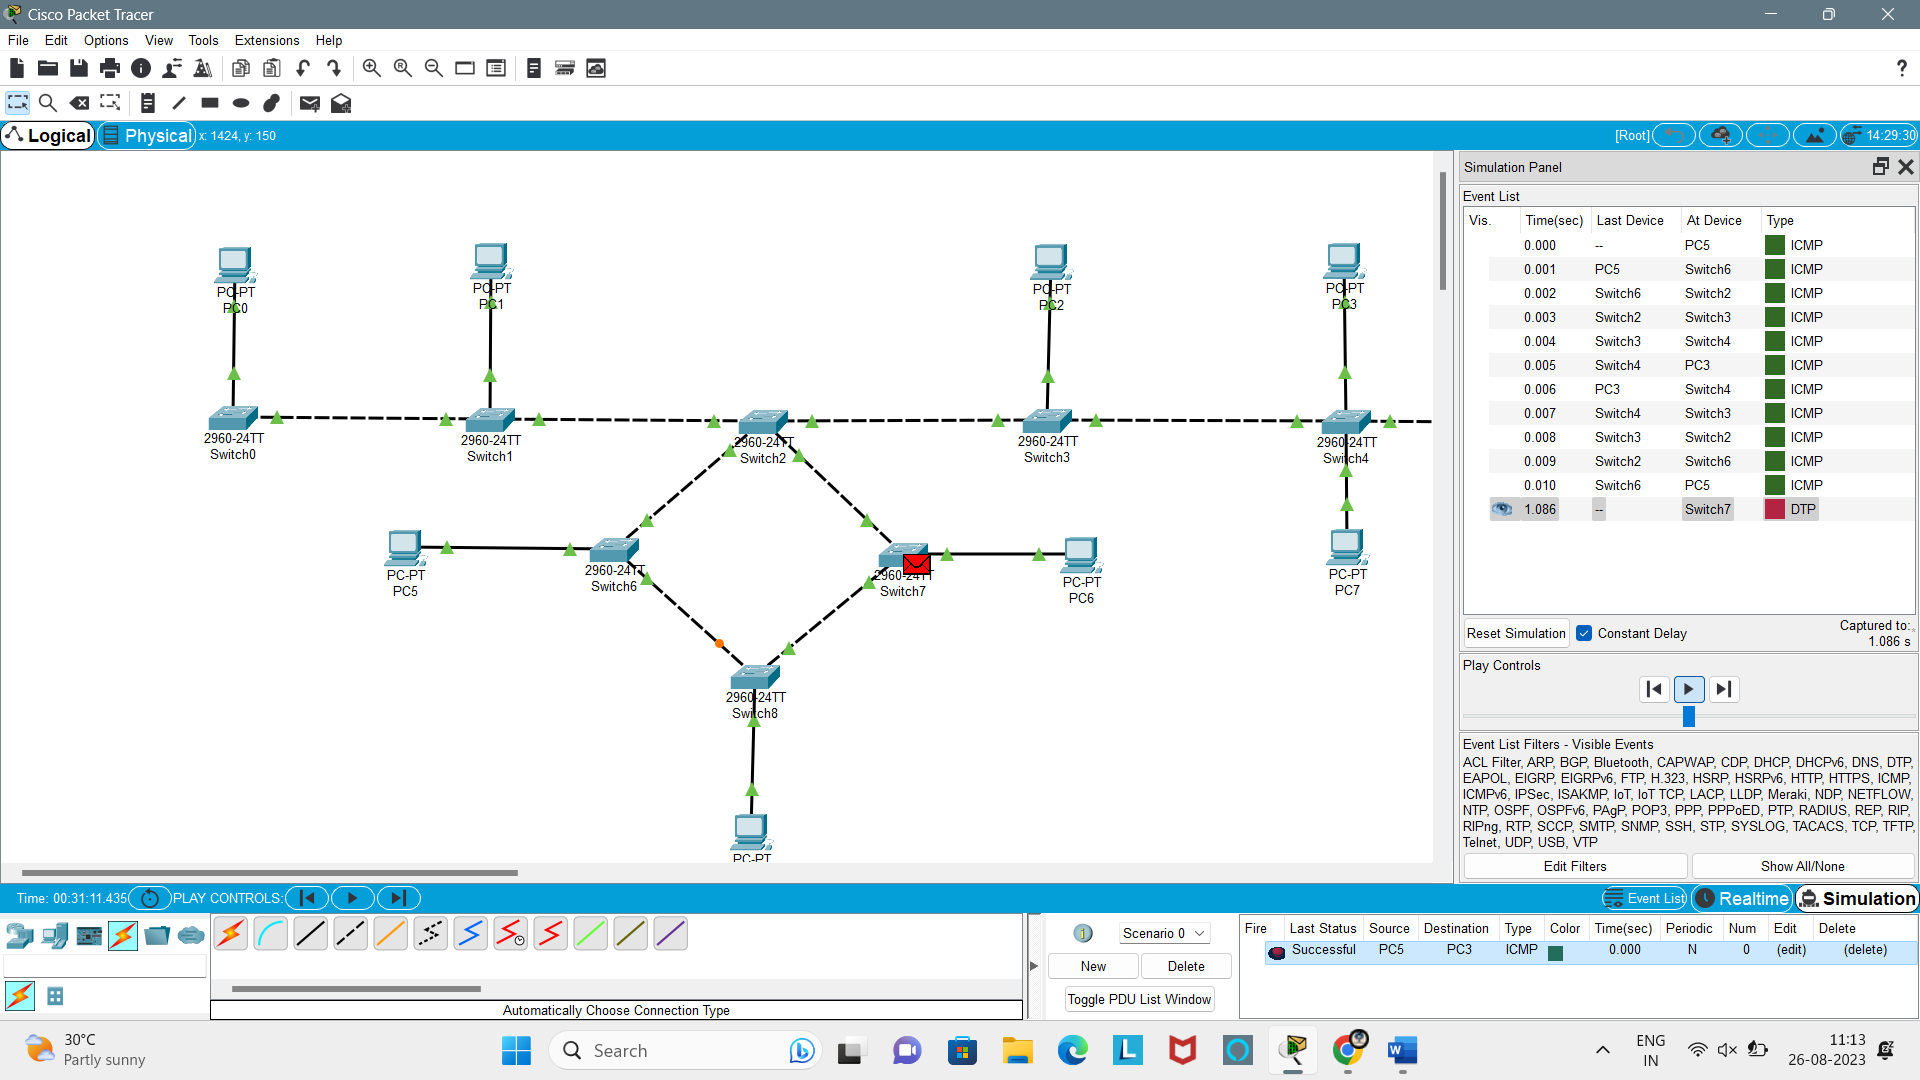 Cisco Packet Tracer
File Edit Options View Tools Extensions Help
Logical Physical x: 1424, y: 150 [Root] 14:29:30
PC-PT
PC0
PC-PT
PC1
PC-PT
PC2
PC-PT
PC3
2960-24TT
Switch0
2960-24TT
Switch1
2960-24TT
Switch2
2960-24TT
Switch3
2960-24TT
Switch4
PC-PT
PC5
2960-24TT
Switch6
2960-24TT
Switch7
PC-PT
PC6
PC-PT
PC7
2960-24TT
Switch8
PC-PT
Simulation Panel
Event List
Vis. Time(sec) Last Device At Device Type
0.000 -- PC5 ICMP
0.001 PC5 Switch6 ICMP
0.002 Switch6 Switch2 ICMP
0.003 Switch2 Switch3 ICMP
0.004 Switch3 Switch4 ICMP
0.005 Switch4 PC3 ICMP
0.006 PC3 Switch4 ICMP
0.007 Switch4 Switch3 ICMP
0.008 Switch3 Switch2 ICMP
0.009 Switch2 Switch6 ICMP
0.010 Switch6 PC5 ICMP
1.086 -- Switch7 DTP
Reset Simulation Constant Delay Captured to:
1.086 s
Play Controls
Event List Filters - Visible Events
ACL Filter, ARP, BGP, Bluetooth, CAPWAP, CDP, DHCP, DHCPv6, DNS, DTP,
EAPOL, EIGRP, EIGRPv6, FTP, H.323, HSRP, HSRPv6, HTTP, HTTPS, ICMP,
ICMPv6, IPSec, ISAKMP, IoT, IoT TCP, LACP, LLDP, Meraki, NDP, NETFLOW,
NTP, OSPF, OSPFv6, PAgP, POP3, PPP, PPPoED, PTP, RADIUS, REP, RIP,
RIPng, RTP, SCCP, SMTP, SNMP, SSH, STP, SYSLOG, TACACS, TCP, TFTP,
Telnet, UDP, USB, VTP
Edit Filters Show All/None
Time: 00:31:11.435 PLAY CONTROLS: Event List Realtime Simulation
Scenario 0
New Delete
Toggle PDU List Window
Fire Last Status Source Destination Type Color Time(sec) Periodic Num Edit Delete
Successful PC5 PC3 ICMP 0.000 N 0 (edit) (delete)
Automatically Choose Connection Type
30°C
Partly sunny
Search
ENG
IN
11:13
26-08-2023